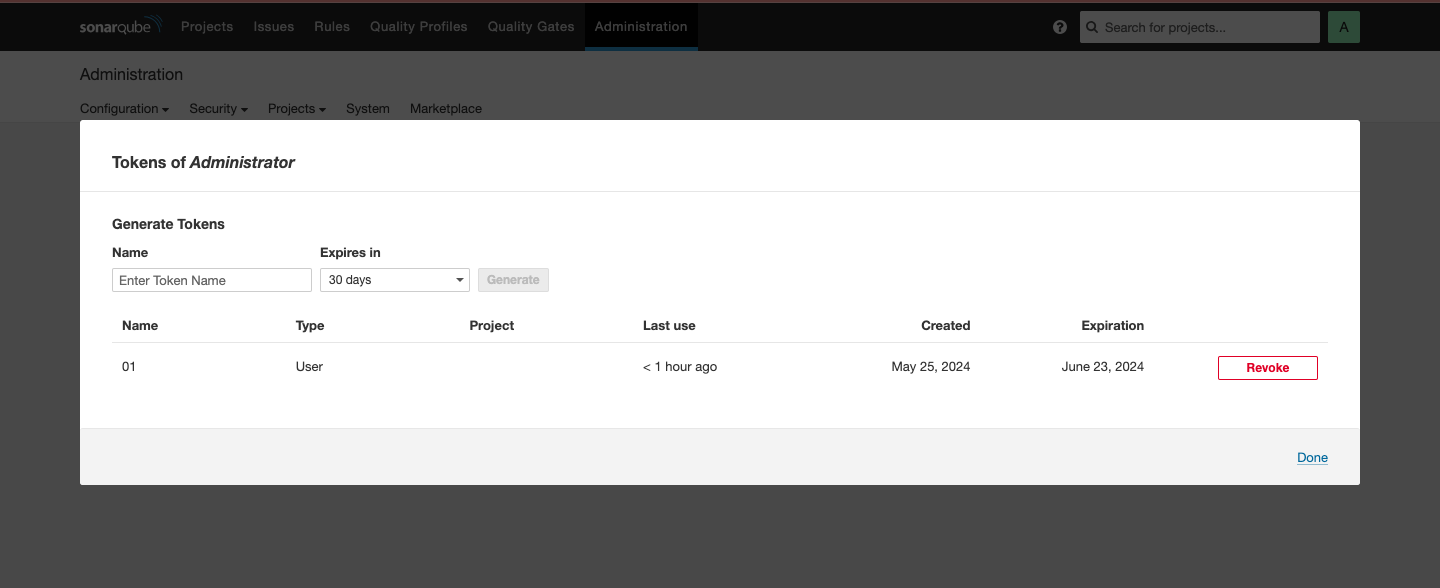 sonarqube Projects Issues Rules Quality Profiles Quality Gates Administration Search for projects... A
Administration
Configuration Security Projects System Marketplace
Tokens of Administrator
Generate Tokens
Name Expires in
Enter Token Name 30 days Generate
Name Type Project Last use Created Expiration
01 User < 1 hour ago May 25, 2024 June 23, 2024 Revoke
Done